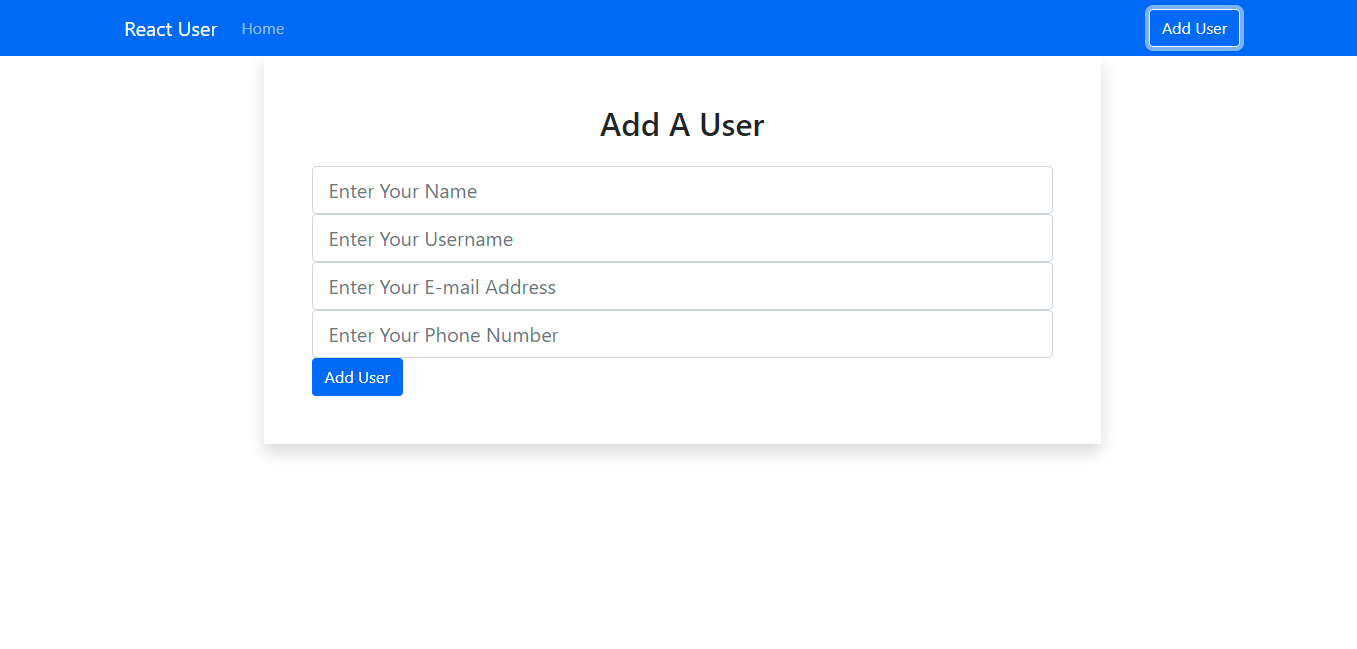 React User Home Add User
Add A User
Enter Your Name
Enter Your Username
Enter Your E-mail Address
Enter Your Phone Number
Add User